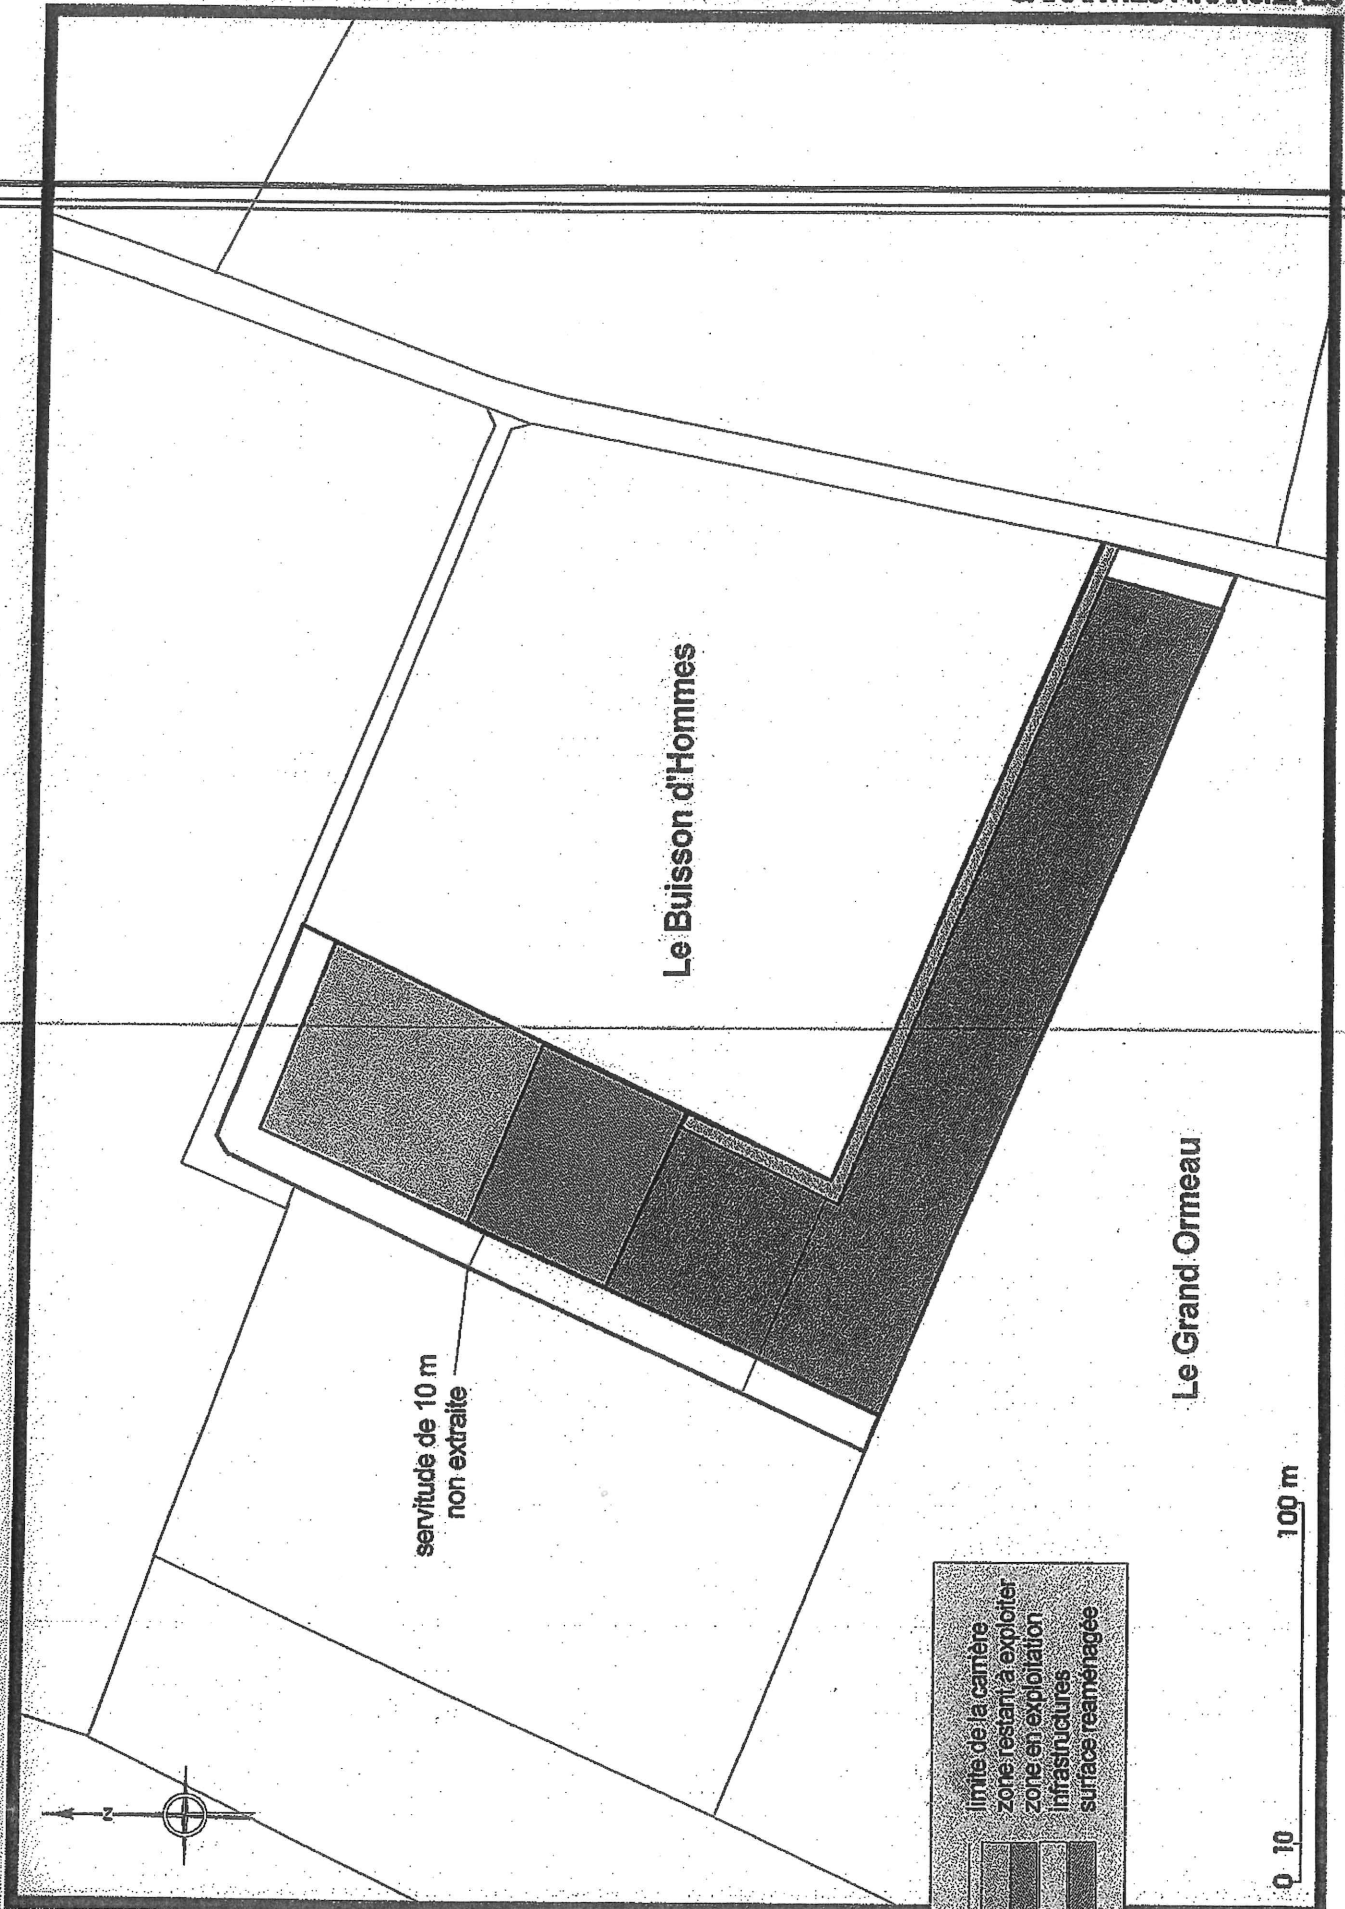 Le Buisson d'Hommes
servitude de 10 m
non extraite
Le Grand Ormeau
limite de la carrière
zone restant à exploiter
zone en exploitation
infrastructures
surface réaménagée
0 10 100 m
N